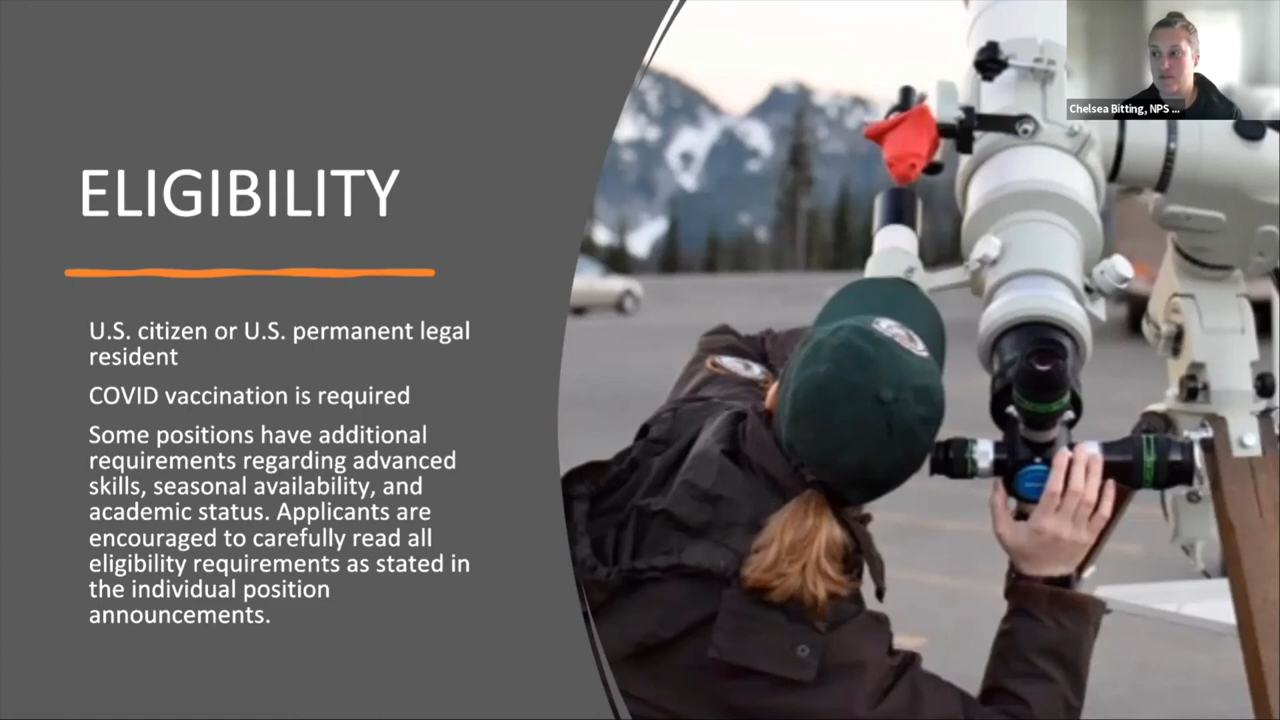 ELIGIBILITY
U.S. citizen or U.S. permanent legal
resident
COVID vaccination is required
Some positions have additional
requirements regarding advanced
skills, seasonal availability, and
academic status. Applicants are
encouraged to carefully read all
eligibility requirements as stated in
the individual position
announcements.
Chelsea Bitting, NPS ...